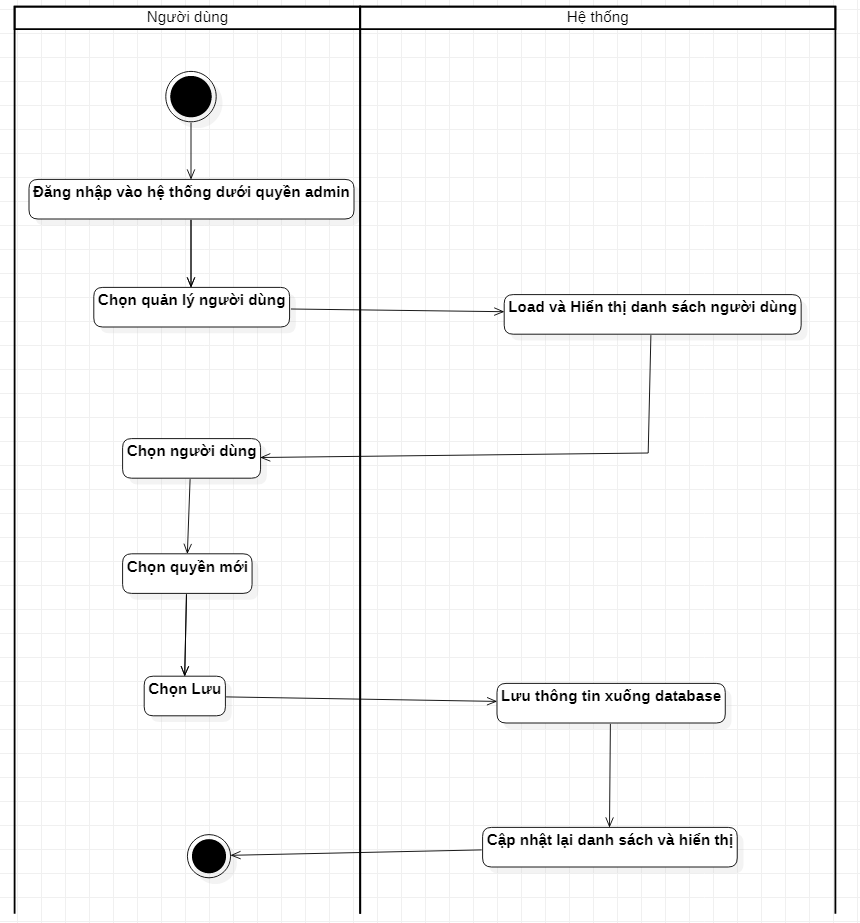 Người dùng
Hệ thống
Đăng nhập vào hệ thống dưới quyền admin
Chọn quản lý người dùng
Load và Hiển thị danh sách người dùng
Chọn người dùng
Chọn quyền mới
Chọn Lưu
Lưu thông tin xuống database
Cập nhật lại danh sách và hiển thị